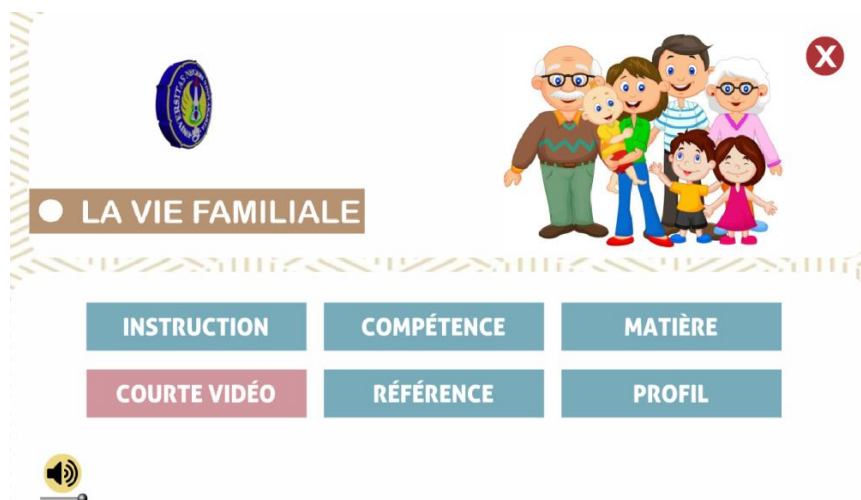 X
LA VIE FAMILIALE
INSTRUCTION
COMPÉTENCE
MATIÈRE
COURTE VIDÉO
RÉFÉRENCE
PROFIL